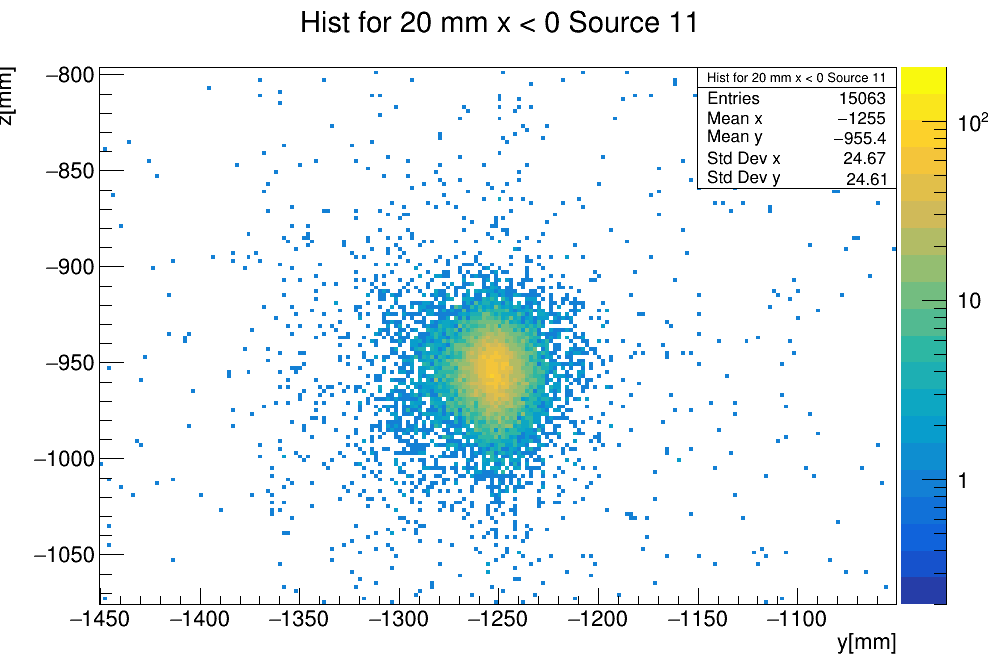 Hist for 20 mm x < 0 Source 11
z[mm]
−800
−850
−900
−950
−1000
−1050
Hist for 20 mm x < 0 Source 11
Entries 15063
Mean x −1255
Mean y −955.4
Std Dev x 24.67
Std Dev y 24.61
10²
10
1
−1450 −1400 −1350 −1300 −1250 −1200 −1150 −1100
y[mm]